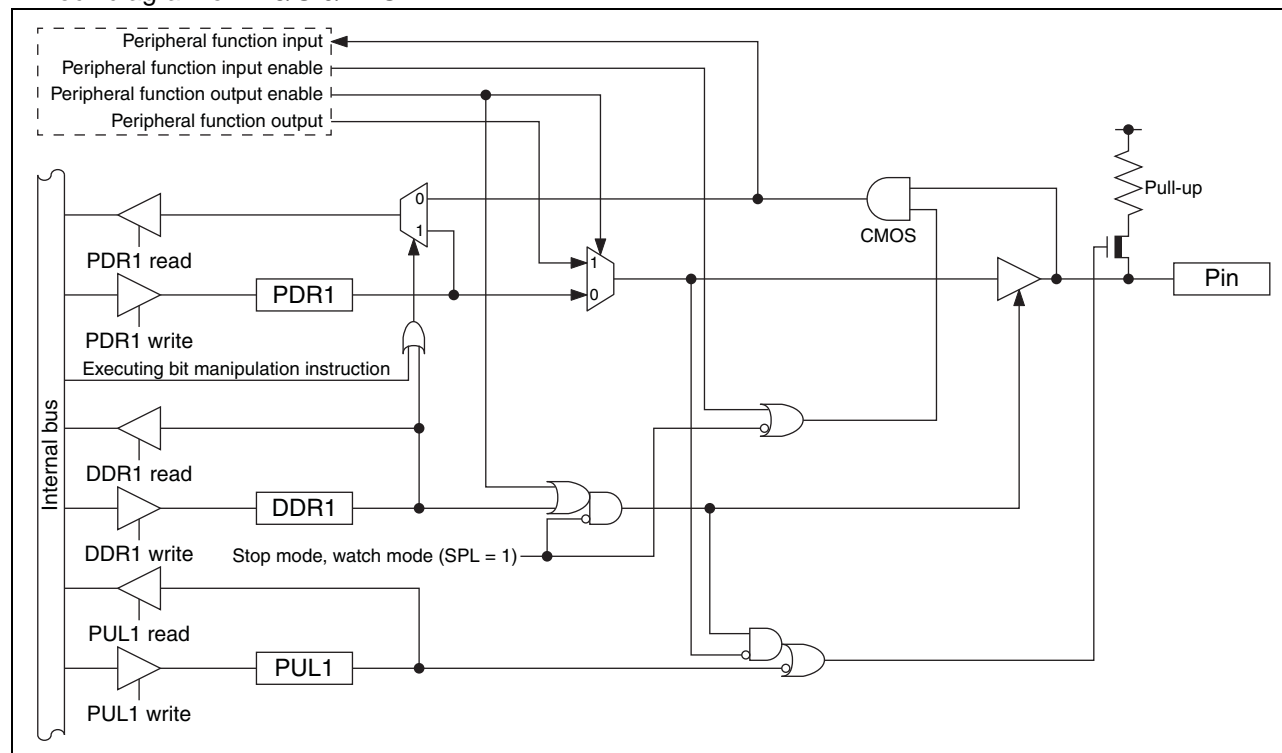 Peripheral function input
Peripheral function input enable
Peripheral function output enable
Peripheral function output
Pull-up
0
1
CMOS
PDR1 read
1
0
PDR1
Pin
PDR1 write
Executing bit manipulation instruction
Internal bus
DDR1 read
DDR1
DDR1 write
Stop mode, watch mode (SPL = 1)
PUL1 read
PUL1
PUL1 write